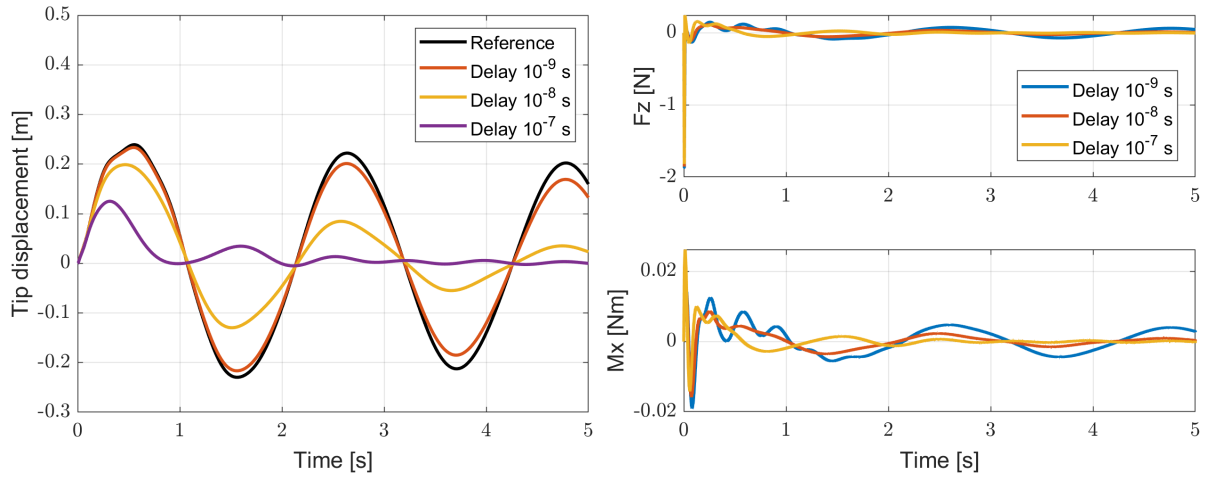 Tip displacement [m]
0.5
0.4
0.3
0.2
0.1
0
-0.1
-0.2
-0.3
Reference
Delay 10⁻⁹ s
Delay 10⁻⁸ s
Delay 10⁻⁷ s
0 1 2 3 4 5
Time [s]
Fz [N]
0
-1
-2
Delay 10⁻⁹ s
Delay 10⁻⁸ s
Delay 10⁻⁷ s
0 1 2 3 4 5
Mx [Nm]
0.02
0
-0.02
0 1 2 3 4 5
Time [s]